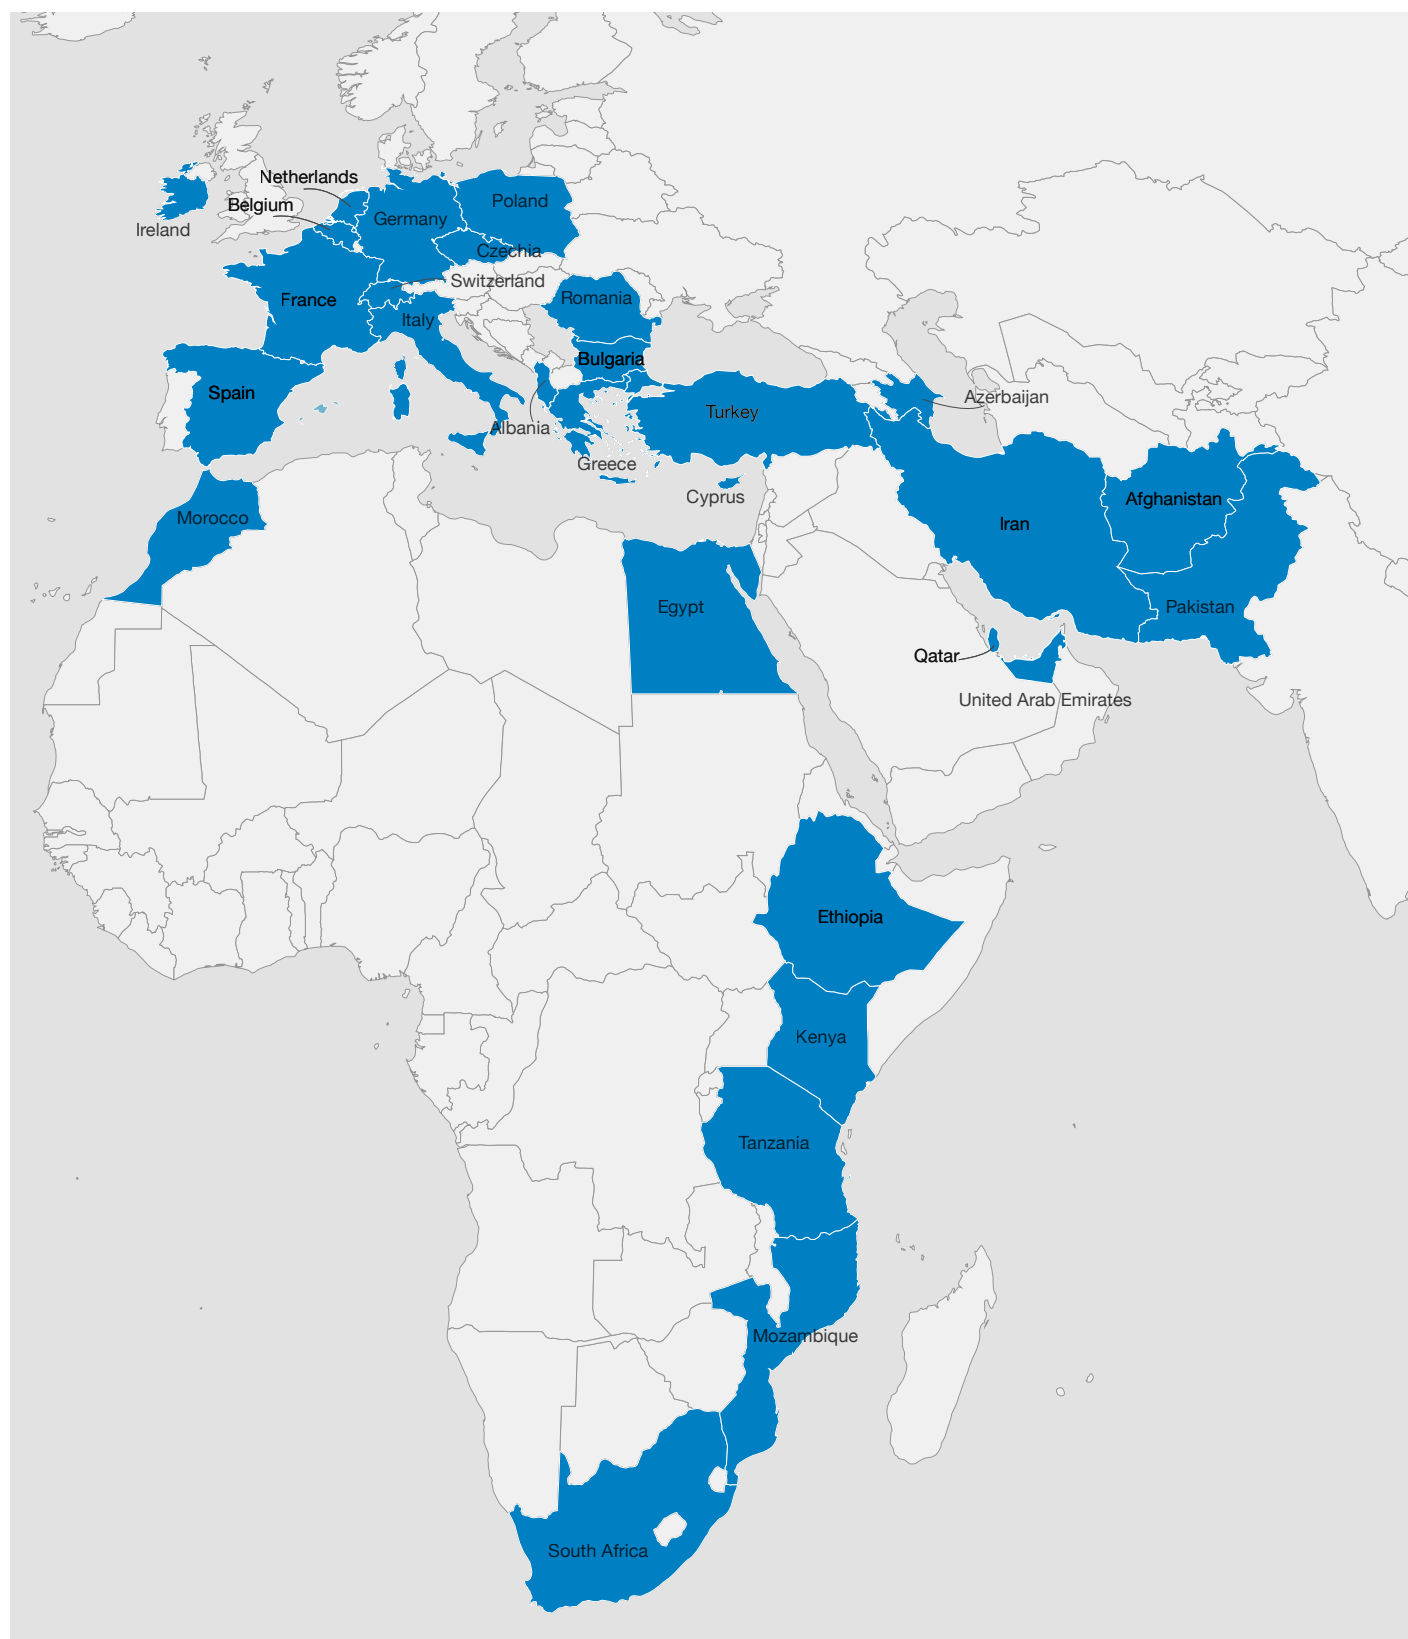 Netherlands
Poland
Belgium
Germany
Ireland
Czechia
Switzerland
France
Romania
Italy
Bulgaria
Spain
Azerbaijan
Turkey
Albania
Greece
Cyprus
Afghanistan
Morocco
Iran
Egypt
Pakistan
Qatar
United Arab Emirates
Ethiopia
Kenya
Tanzania
Mozambique
South Africa